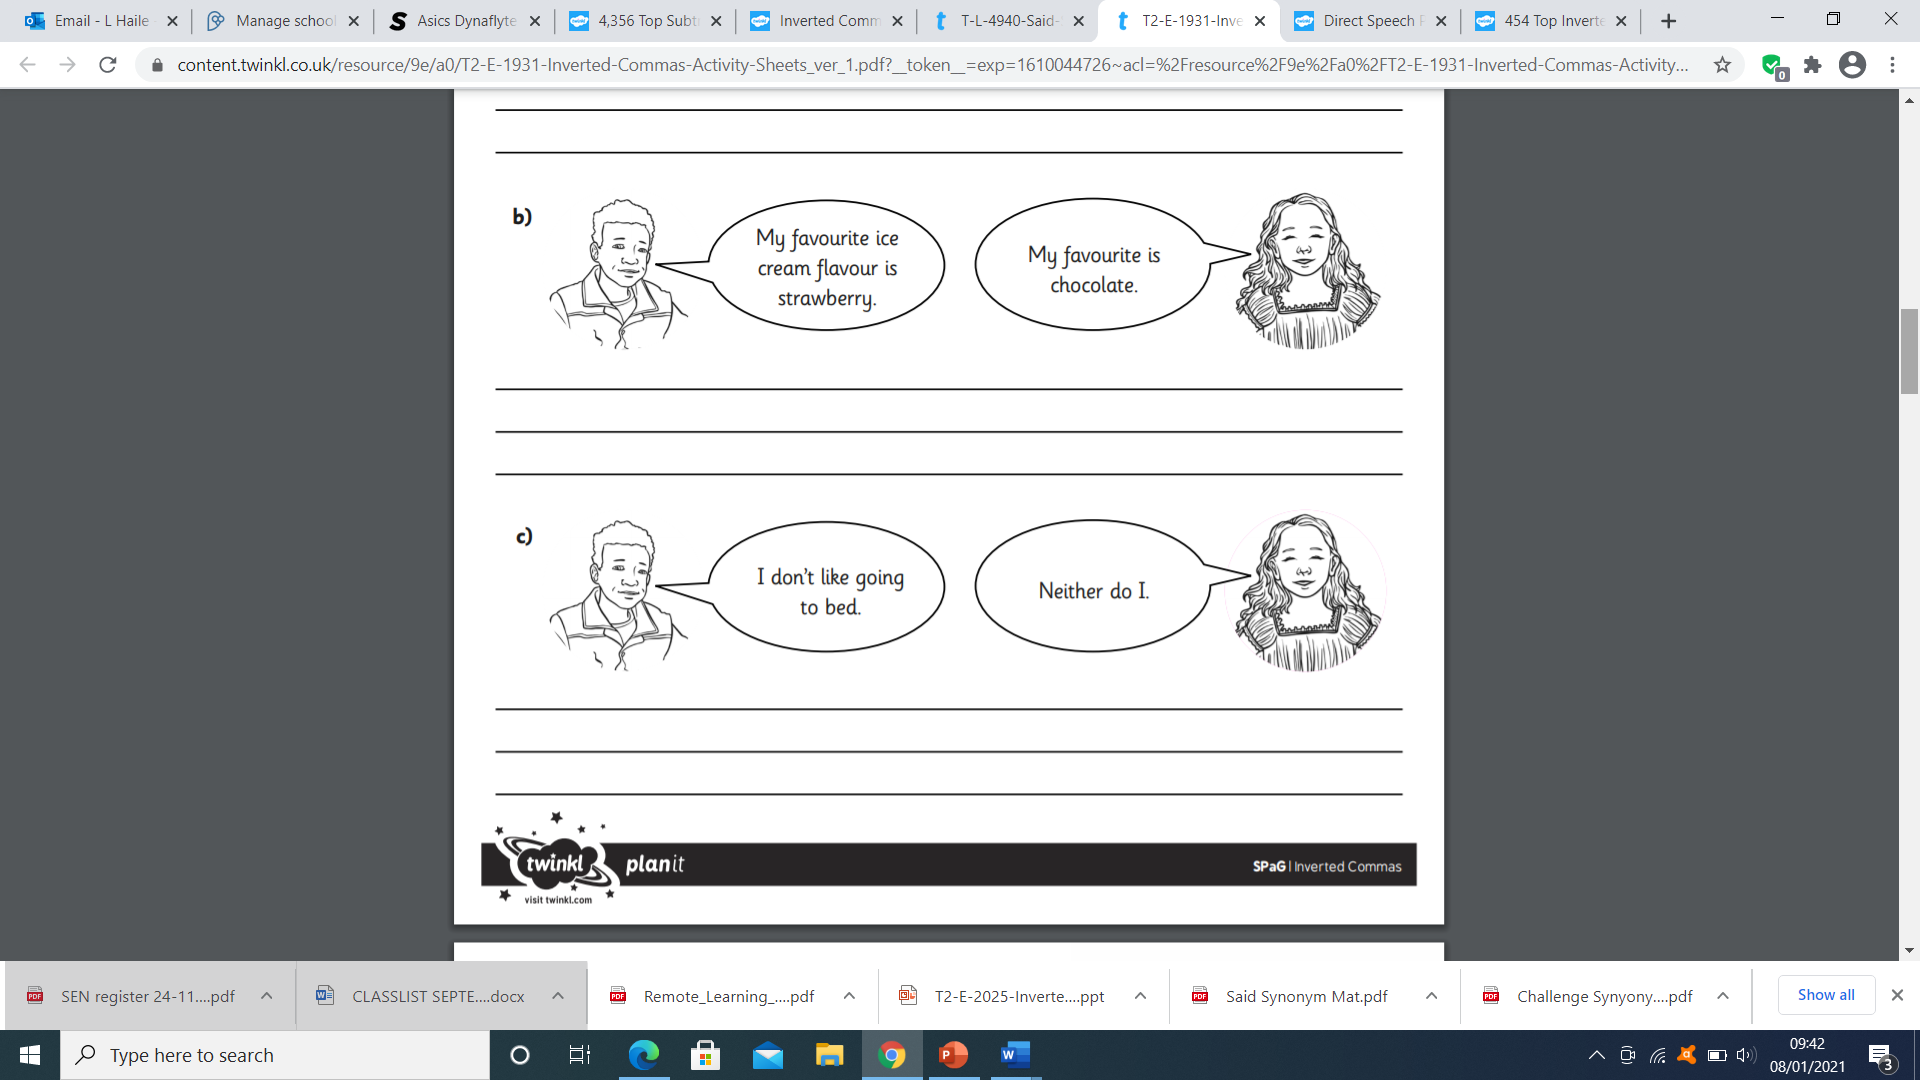 Email - L Haile
Manage school
Asics Dynaflyte
4,356 Top Subt
Inverted Comm
T-L-4940-Said-
T2-E-1931-Inve
Direct Speech
454 Top Inverte
content.twinkl.co.uk/resource/9e/a0/T2-E-1931-Inverted-Commas-Activity-Sheets_ver_1.pdf?__token__=exp=1610044726~acl=%2Fresource%2F9e%2Fa0%2FT2-E-1931-Inverted-Commas-Activity...
0
b)
My favourite ice
cream flavour is
strawberry.
My favourite is
chocolate.
c)
I don't like going
to bed.
Neither do I.
twinkl
planit
SPaG | Inverted Commas
visit twinkl.com
SEN register 24-11....pdf
CLASSLIST SEPTE....docx
Remote_Learning_....pdf
T2-E-2025-Inverte....ppt
Said Synonym Mat.pdf
Challenge Synyony....pdf
Show all
Type here to search
09:42
08/01/2021
3